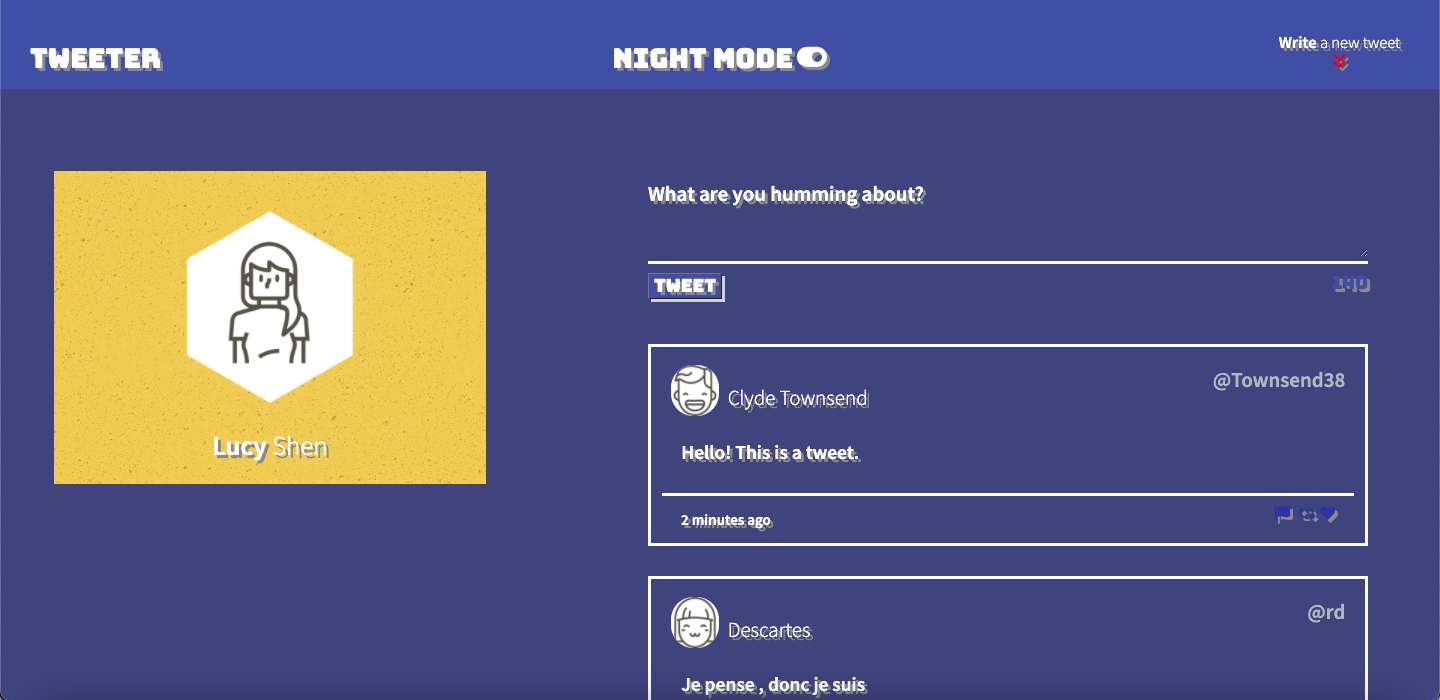 TWEETER
NIGHT MODE
Write a new tweet
Lucy Shen
What are you humming about?
TWEET
140
Clyde Townsend
@Townsend38
Hello! This is a tweet.
2 minutes ago
Descartes
@rd
Je pense , donc je suis